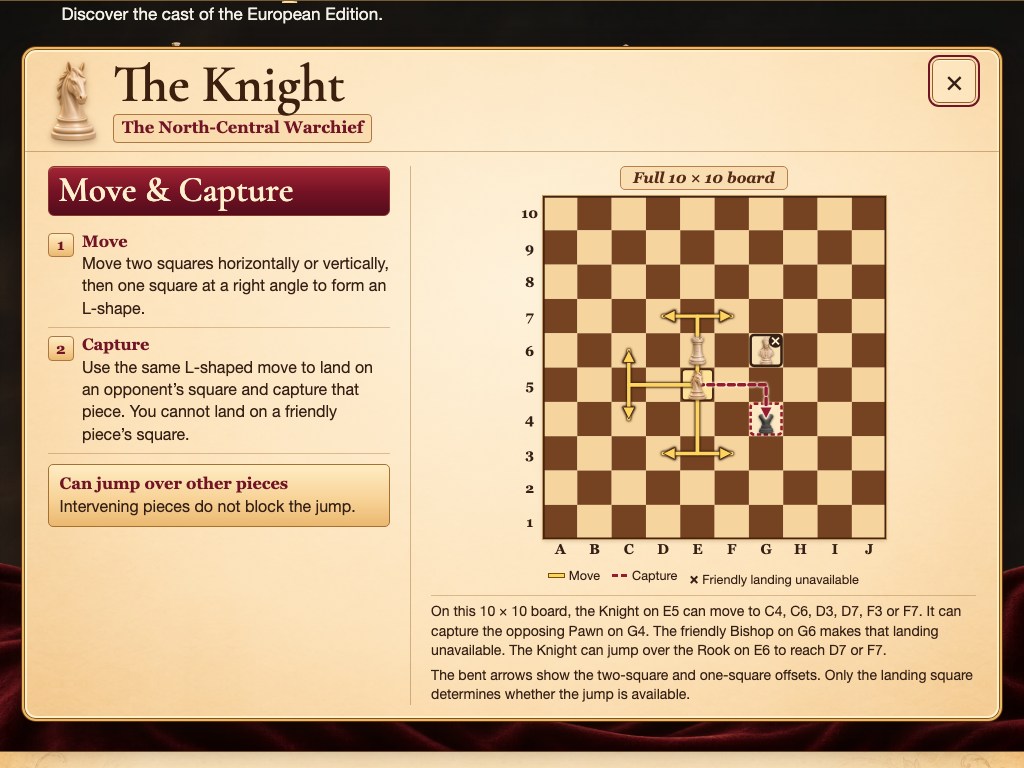 Discover the cast of the European Edition.
The Knight
The North-Central Warchief
×
Move & Capture
1
Move
Move two squares horizontally or vertically,
then one square at a right angle to form an
L-shape.
2
Capture
Use the same L-shaped move to land on
an opponent’s square and capture that
piece. You cannot land on a friendly
piece’s square.
Can jump over other pieces
Intervening pieces do not block the jump.
Full 10 × 10 board
10
9
8
7
6
5
4
3
2
1
A B C D E F G H I J
Move Capture × Friendly landing unavailable
On this 10 × 10 board, the Knight on E5 can move to C4, C6, D3, D7, F3 or F7. It can
capture the opposing Pawn on G4. The friendly Bishop on G6 makes that landing
unavailable. The Knight can jump over the Rook on E6 to reach D7 or F7.
The bent arrows show the two-square and one-square offsets. Only the landing square
determines whether the jump is available.